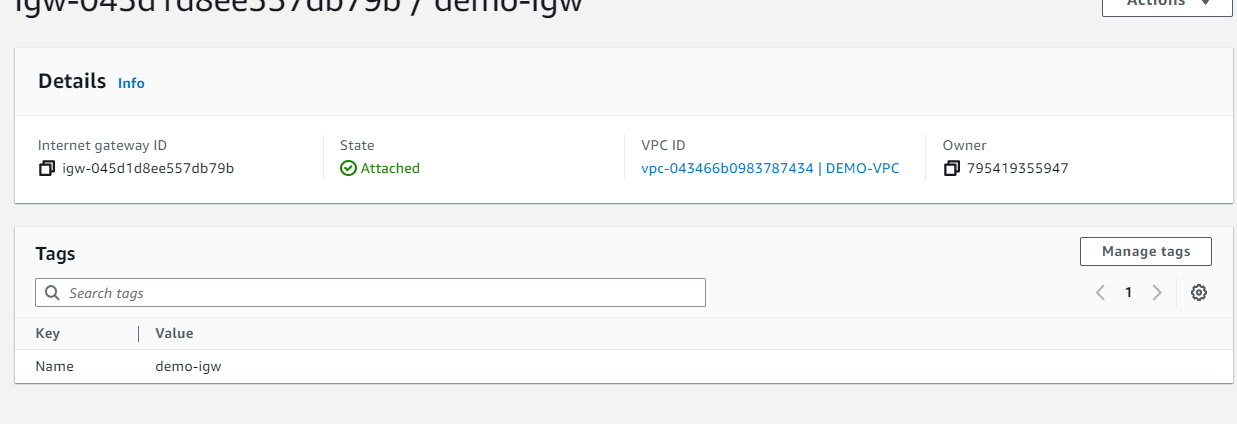 igw-045d1d8ee557db79b / demo-igw
Actions
Details Info
Internet gateway ID State VPC ID Owner
igw-045d1d8ee557db79b Attached vpc-043466b0983787434 | DEMO-VPC 795419355947
Tags Manage tags
Search tags 1
Key Value
Name demo-igw